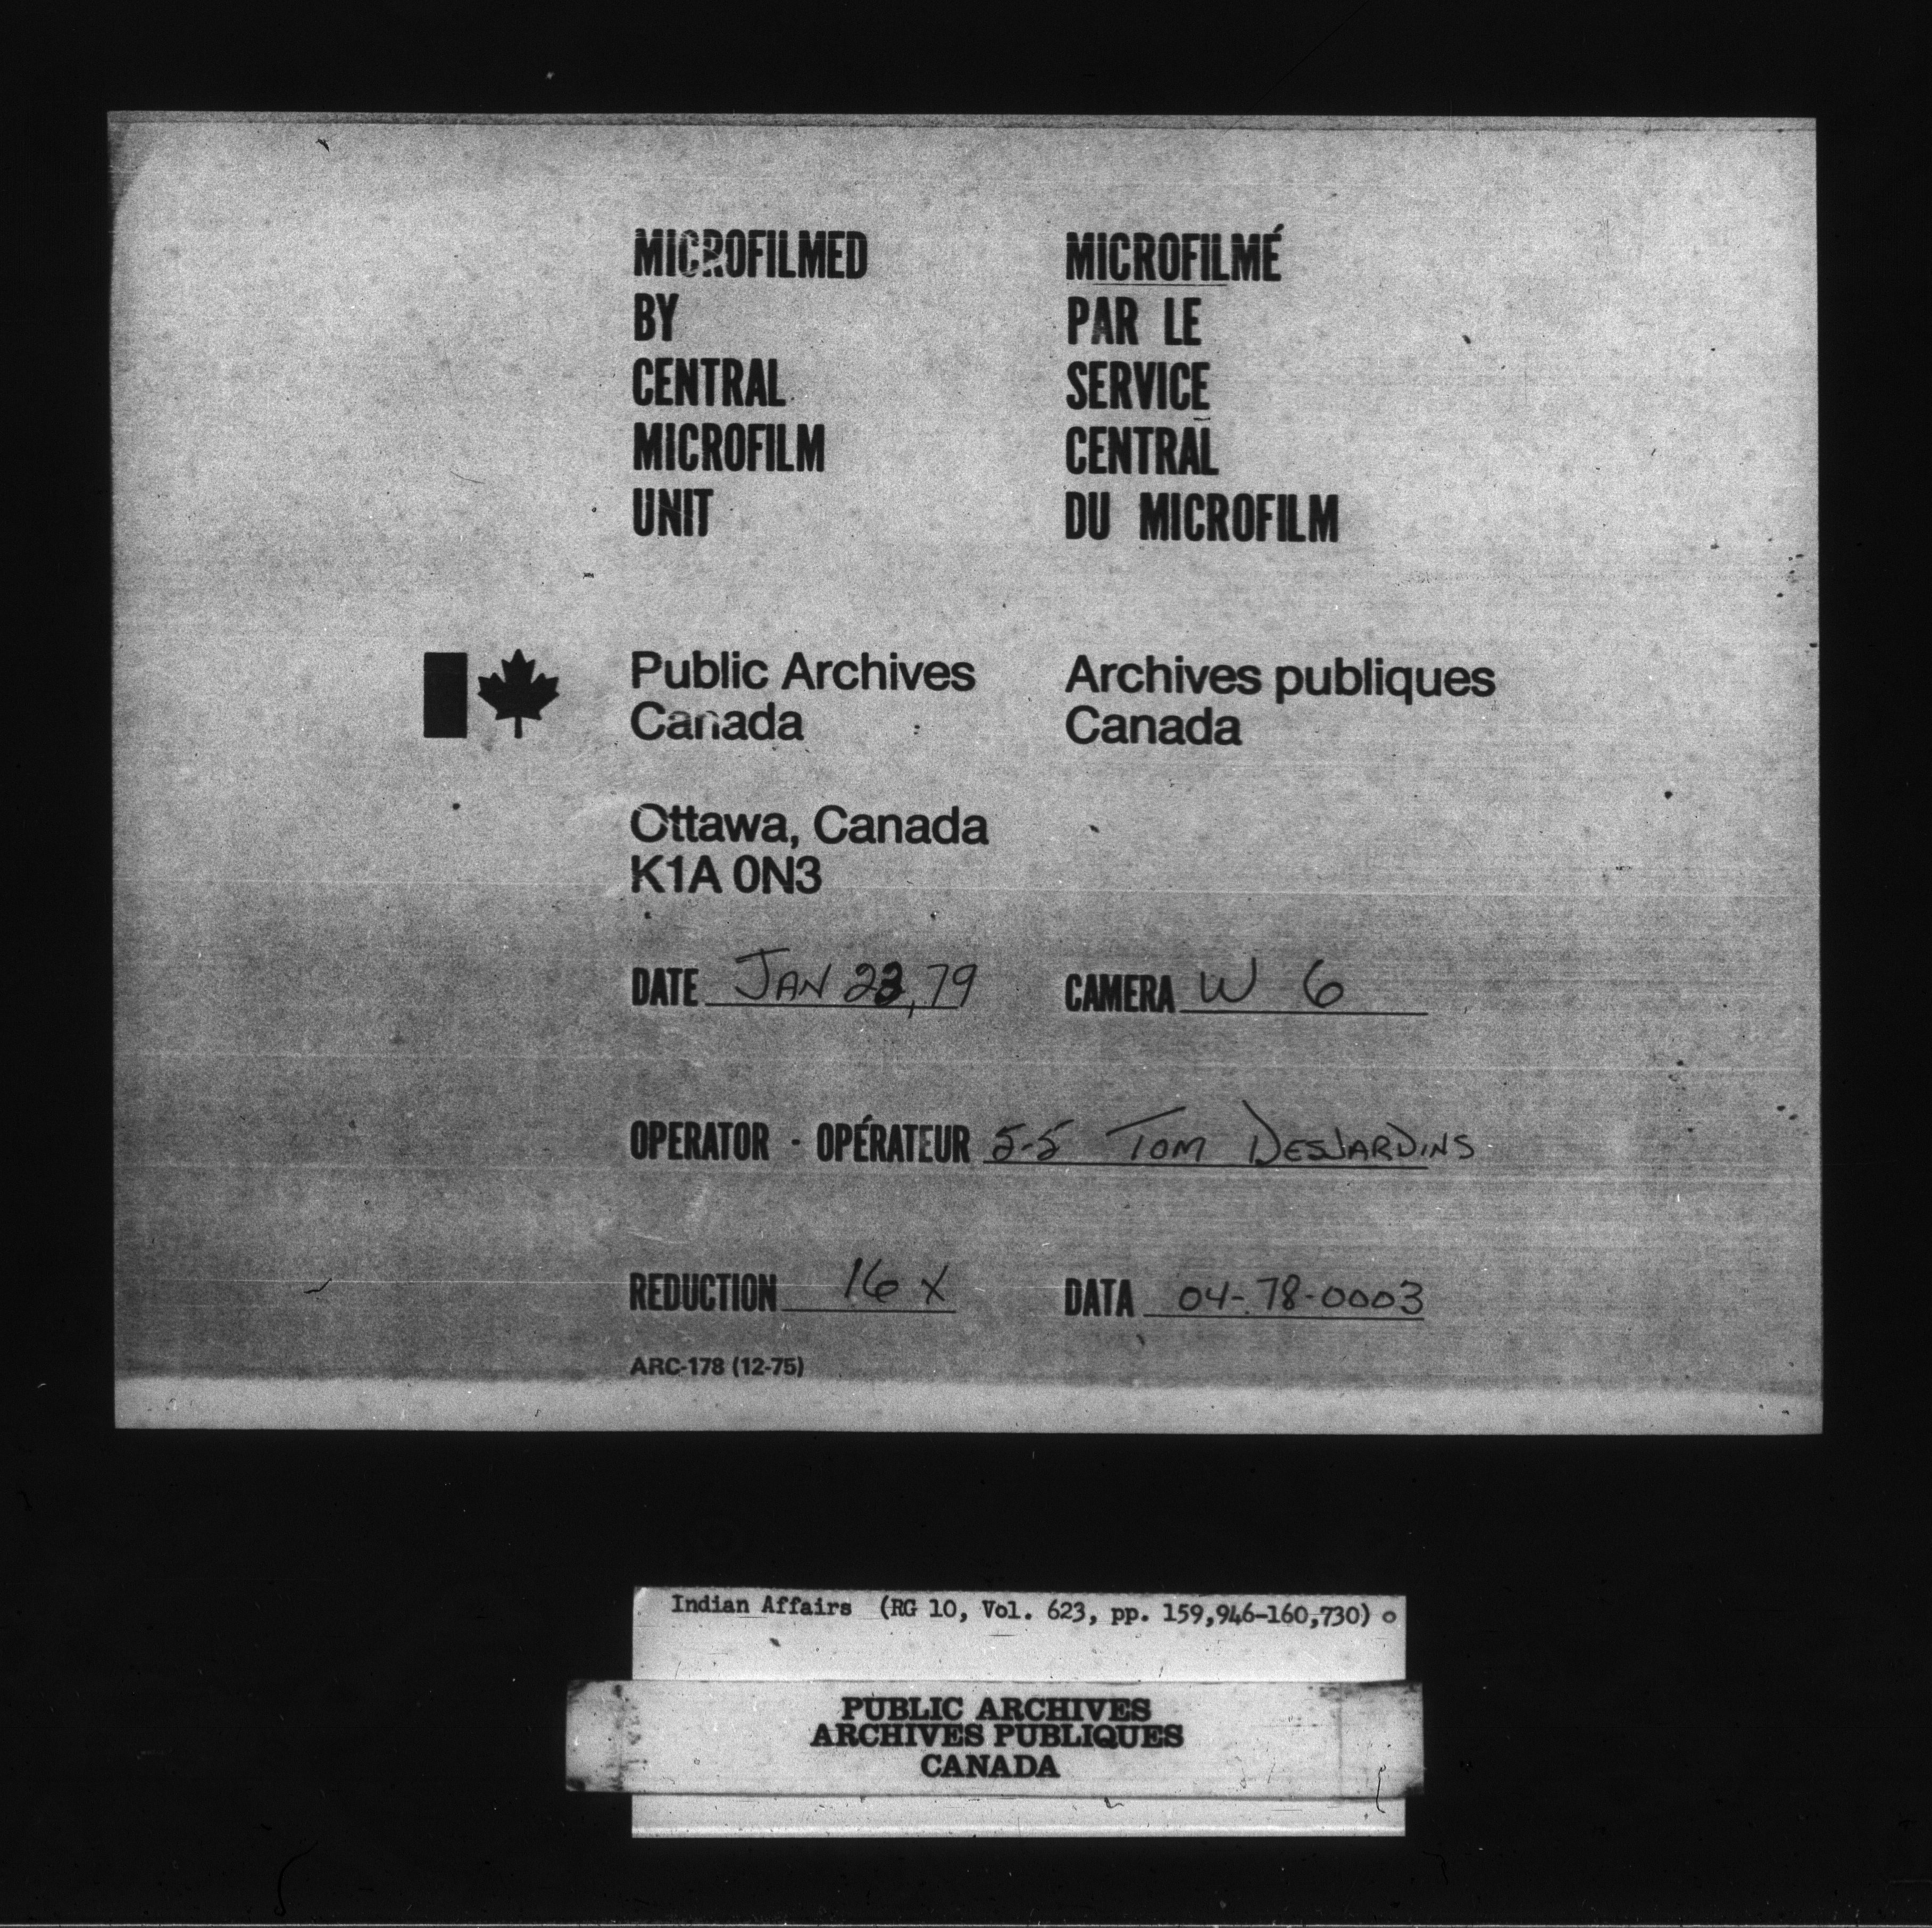 MICROFILMED
BY
CENTRAL
MICROFILM
UNIT
MICROFILMÉ
PAR LE
SERVICE
CENTRAL
DU MICROFILM
Public Archives
Canada
Archives publiques
Canada
Ottawa, Canada
K1A 0N3
DATE JAN 23, 79
CAMERA W 6
OPERATOR - OPÉRATEUR 5-5 TOM DESJARDINS
REDUCTION 16 X
DATA 04-78-0003
ARC-178 (12-75)
Indian Affairs (RG 10, Vol. 623, pp. 159,946-160,730)
PUBLIC ARCHIVES
ARCHIVES PUBLIQUES
CANADA